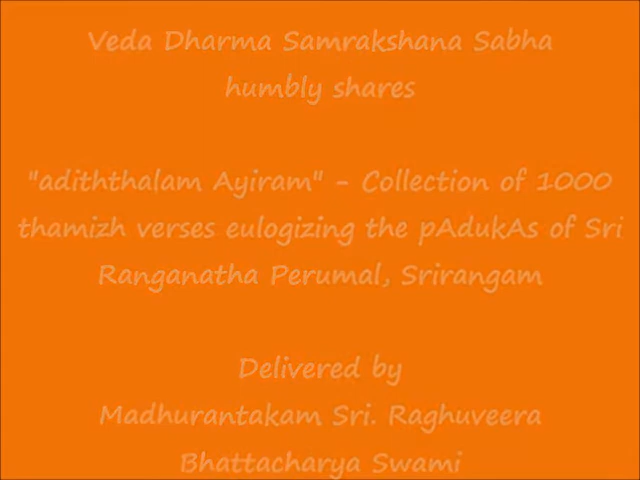 Veda Dharma Samrakshana Sabha
humbly shares
"adiththalam Ayiram" - Collection of 1000
thamizh verses eulogizing the pAdukAs of Sri
Ranganatha Perumal, Srirangam
Delivered by
Madhurantakam Sri. Raghuveera
Bhattacharya Swami